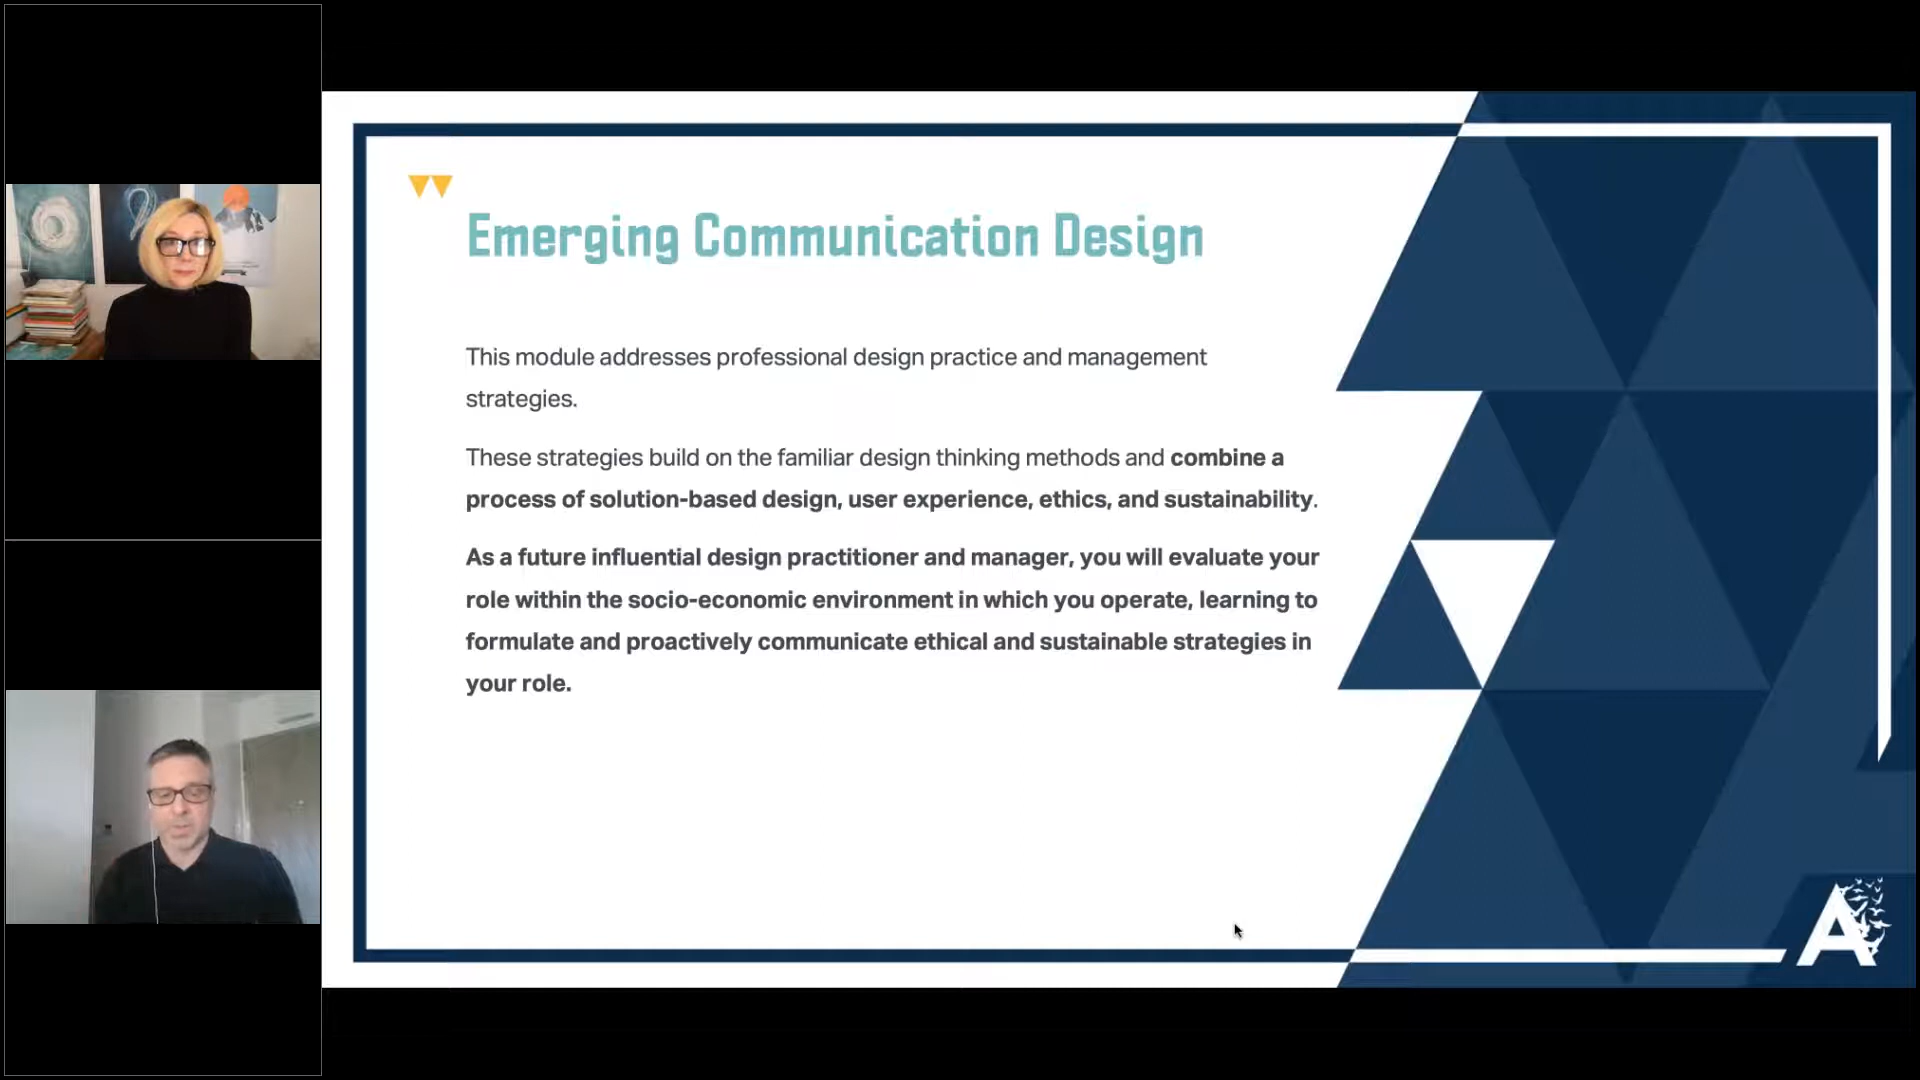 Emerging Communication Design
This module addresses professional design practice and management
strategies.
These strategies build on the familiar design thinking methods and combine a
process of solution-based design, user experience, ethics, and sustainability.
As a future influential design practitioner and manager, you will evaluate your
role within the socio-economic environment in which you operate, learning to
formulate and proactively communicate ethical and sustainable strategies in
your role.
A